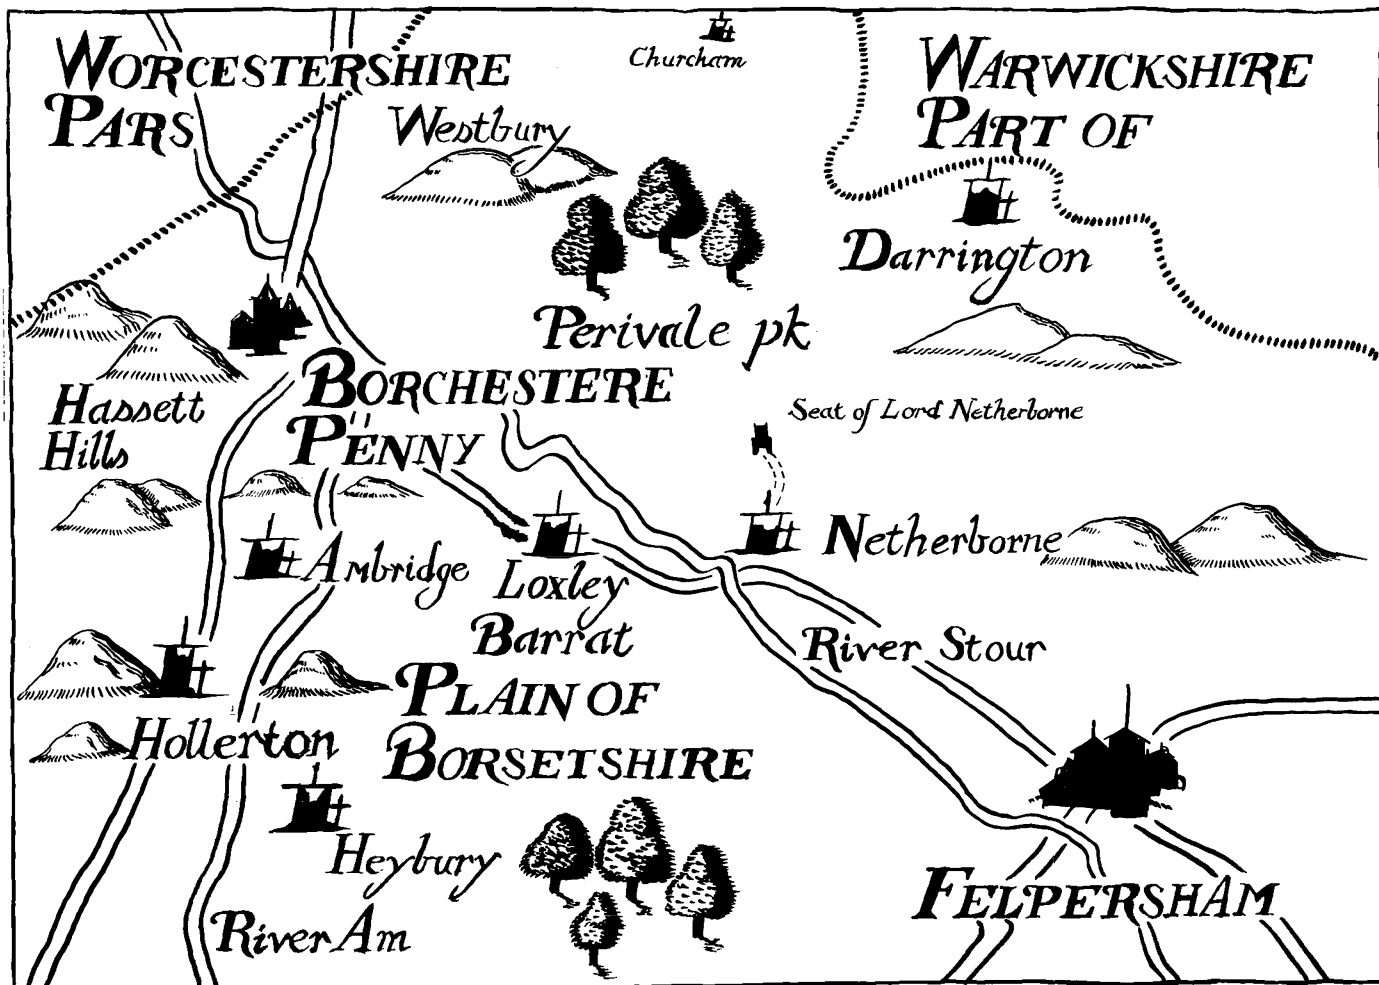 Churcham
WORCESTERSHIRE
PARS
WARWICKSHIRE
PART OF
Westbury
Darrington
Perivale pk
BORCHESTERE
PENNY
Hassett
Hills
Seat of Lord Netherborne
Netherborne
Ambridge
Loxley
Barrat
River Stour
PLAIN OF
BORSETSHIRE
Hollerton
Heybury
FELPERSHAM
River Am